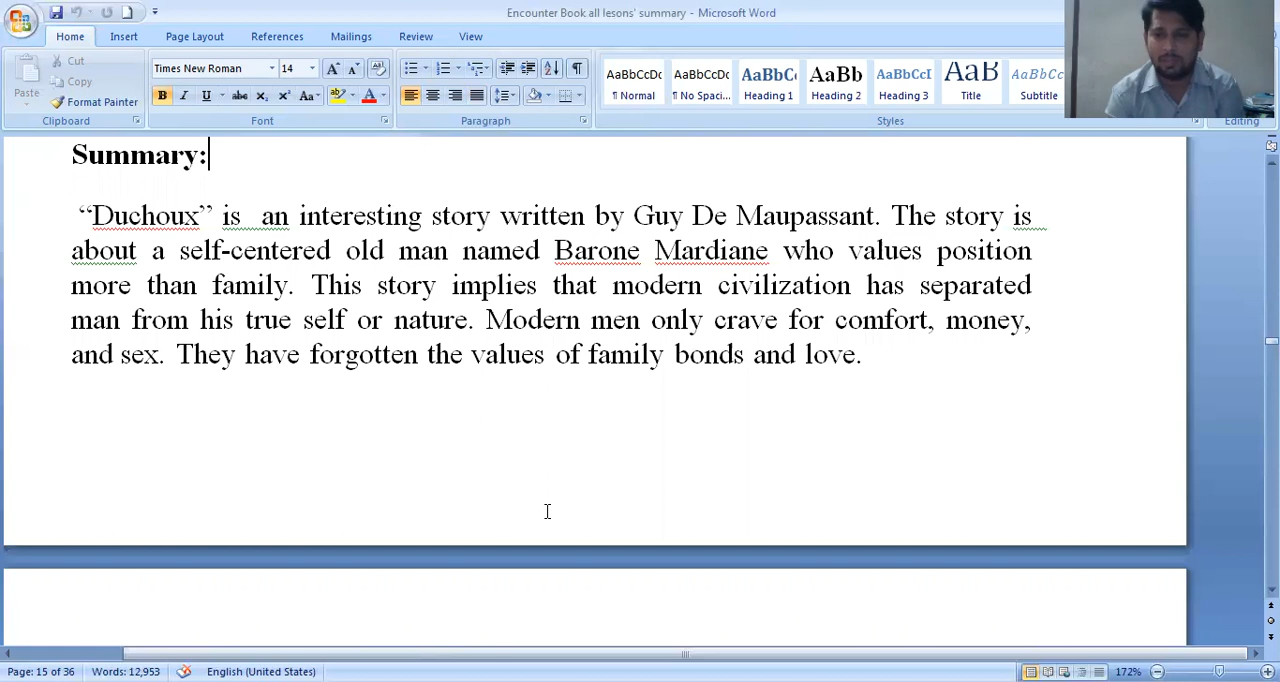 Encounter Book all lesons' summary - Microsoft Word
Home Insert Page Layout References Mailings Review View
Paste
Cut
Copy
Format Painter
Clipboard
Times New Roman 14
B I U abc X₂ X² Aa A
Font
Paragraph
AaBbCcDc AaBbCcDc AaBbC AaBb AaBbCcI AaB AaBbCcL
¶ Normal ¶ No Spaci... Heading 1 Heading 2 Heading 3 Title Subtitle
Styles
Editing
Summary:
“Duchoux” is an interesting story written by Guy De Maupassant. The story is
about a self-centered old man named Barone Mardiane who values position
more than family. This story implies that modern civilization has separated
man from his true self or nature. Modern men only crave for comfort, money,
and sex. They have forgotten the values of family bonds and love.
Page: 15 of 36 Words: 12,953 English (United States) 172%